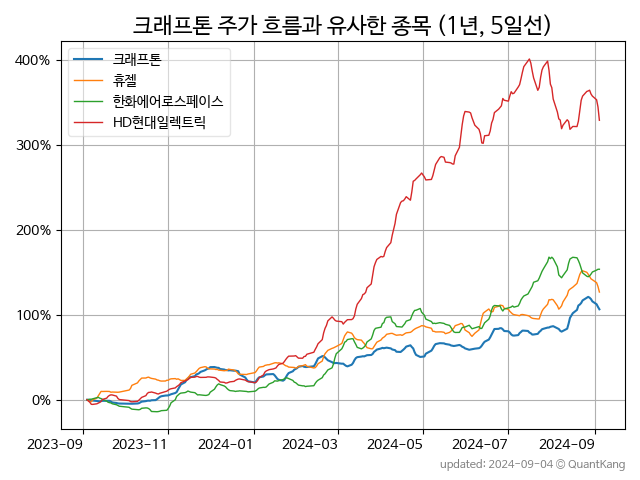 크래프톤 주가 흐름과 유사한 종목 (1년, 5일선)
크래프톤
휴젤
한화에어로스페이스
HD현대일렉트릭
400%
300%
200%
100%
0%
2023-09 2023-11 2024-01 2024-03 2024-05 2024-07 2024-09
updated: 2024-09-04 © QuantKang